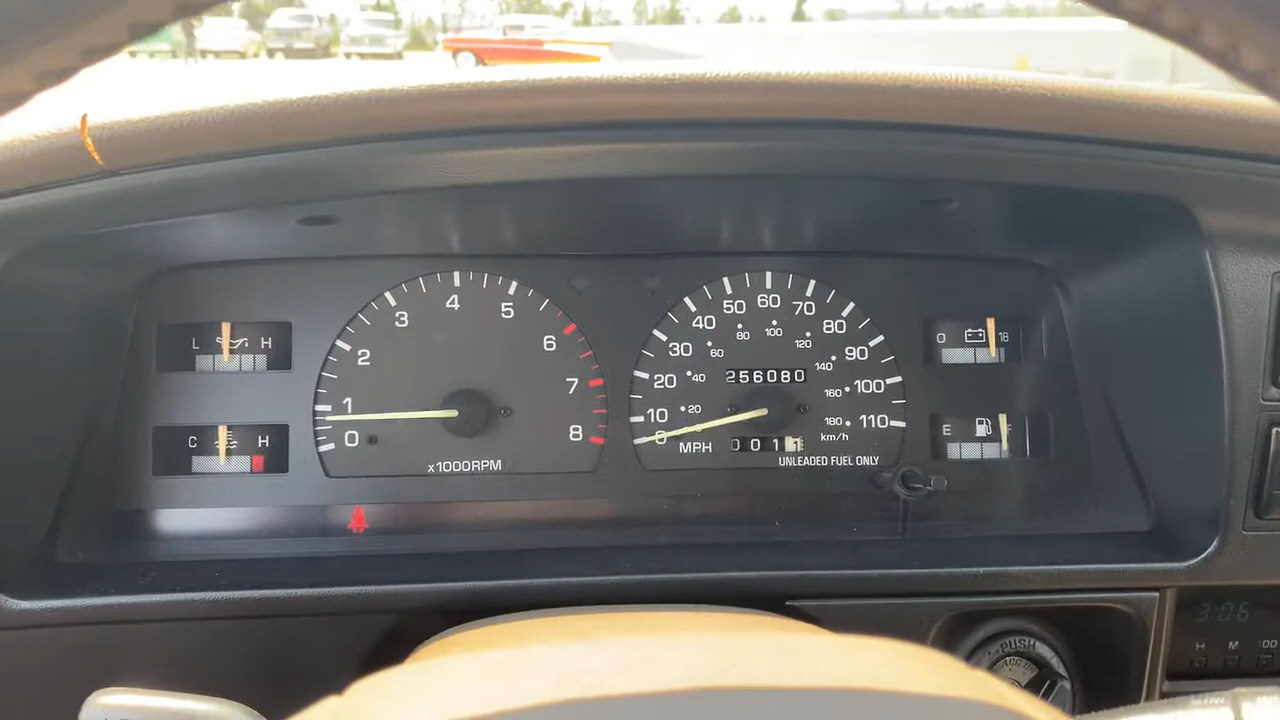 L H
C H
0 1 2 3 4 5 6 7 8
x1000RPM
0 10 20 30 40 50 60 70 80 90 100 110
20 40 60 80 100 120 140 160 180
km/h
256080
MPH
UNLEADED FUEL ONLY
0 18
E F
3:06
H M :00
PUSH
ACC